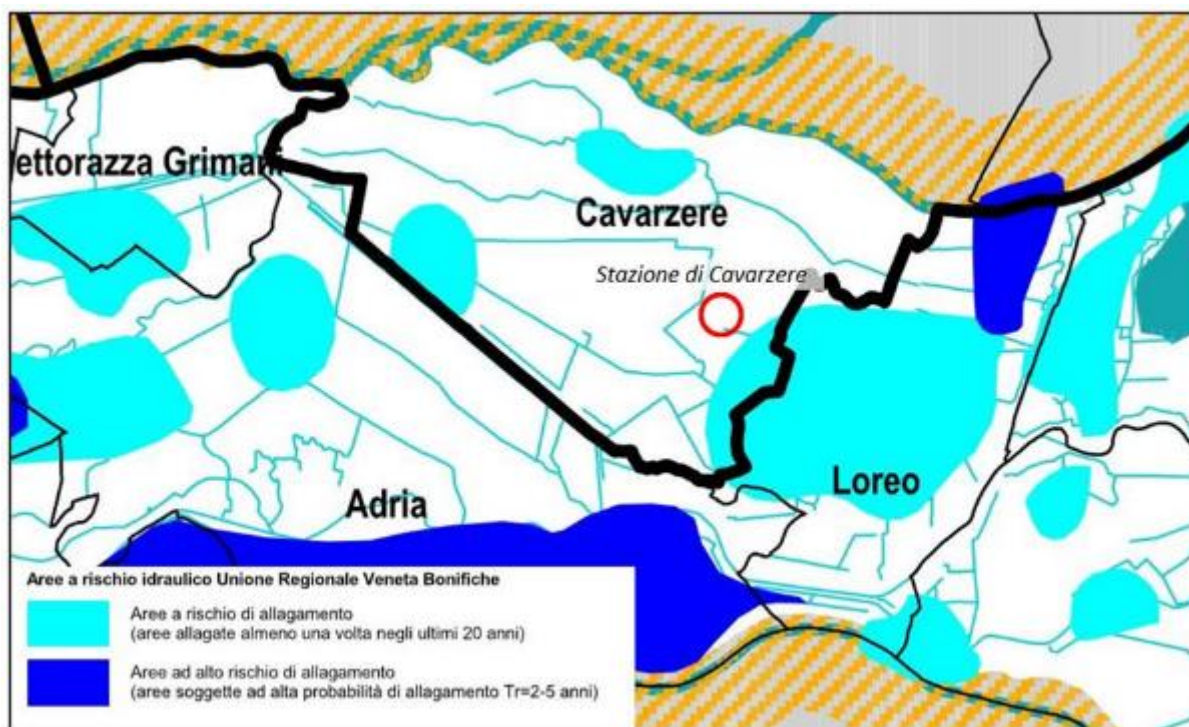 ettorazza Grimani
Cavarzere
Stazione di Cavarzere
Loreo
Adria
Aree a rischio idraulico Unione Regionale Veneta Bonifiche
Aree a rischio di allagamento
(aree allagate almeno una volta negli ultimi 20 anni)
Aree ad alto rischio di allagamento
(aree soggette ad alta probabilità di allagamento Tr=2-5 anni)